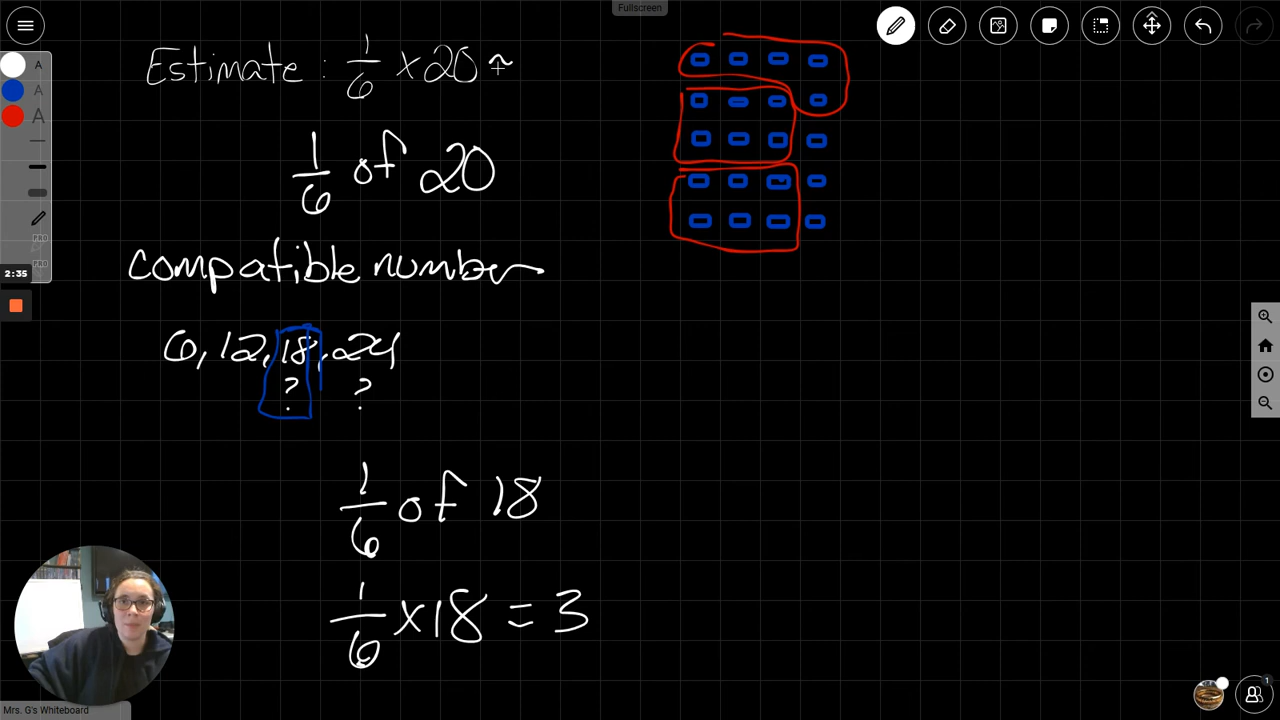 Fullscreen
Estimate : 1/6 x 20 ≈
1/6 of 20
compatible number
6, 12, 18, 24
? ?
1/6 of 18
1/6 x 18 = 3
A
A
A
2:35
Mrs. G's Whiteboard
1